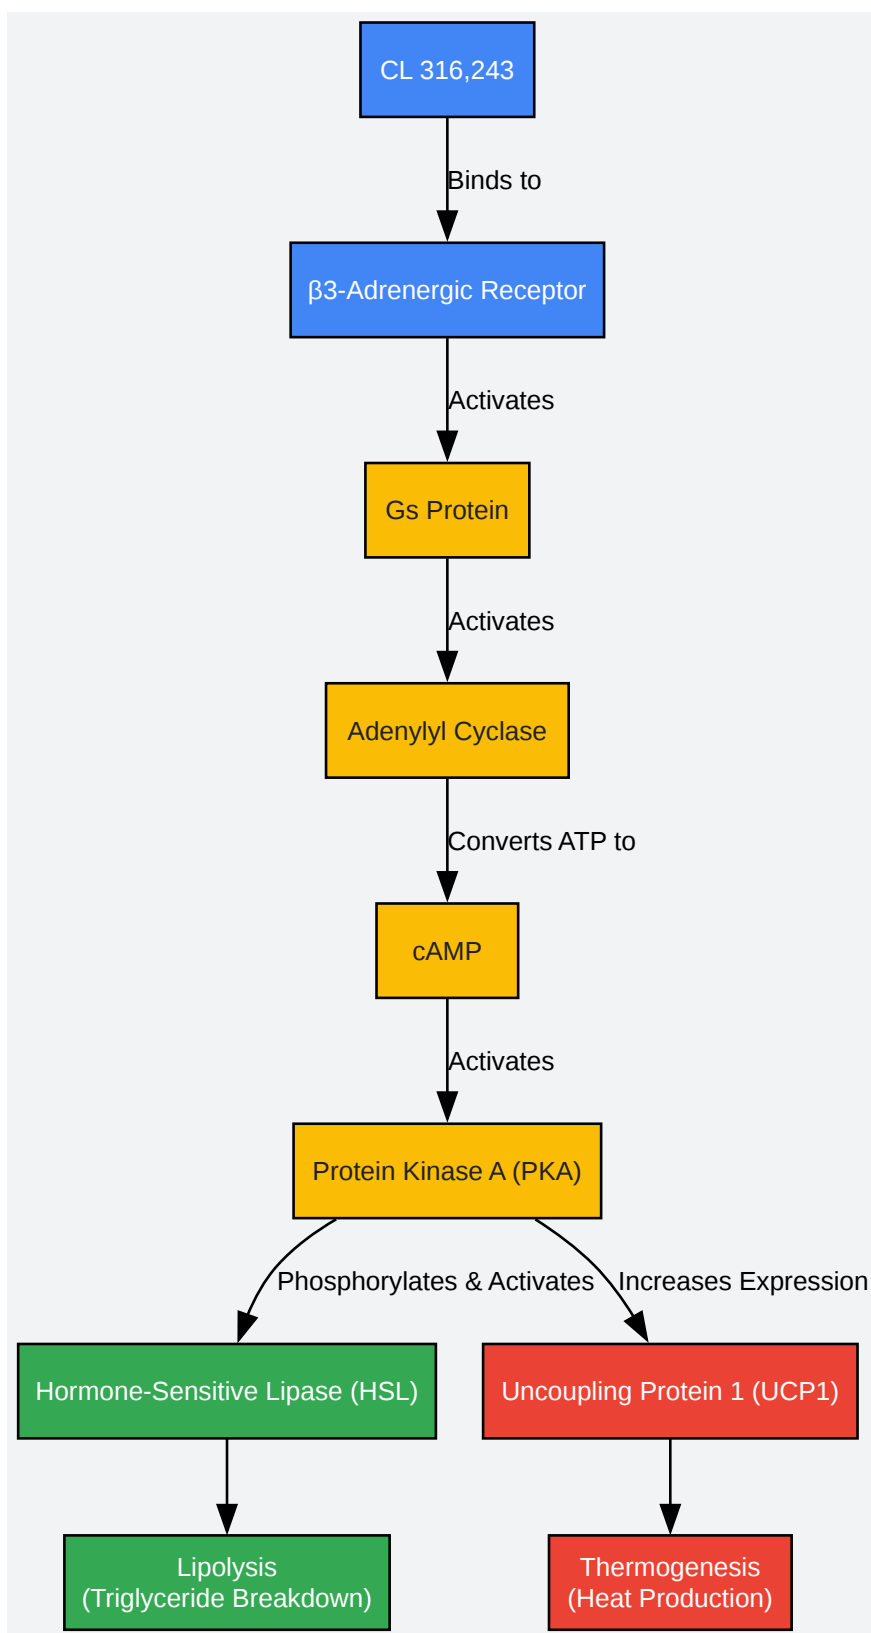 CL 316,243
Binds to
β3-Adrenergic Receptor
Activates
Gs Protein
Activates
Adenylyl Cyclase
Converts ATP to
cAMP
Activates
Protein Kinase A (PKA)
Phosphorylates & Activates
Increases Expression
Hormone-Sensitive Lipase (HSL)
Uncoupling Protein 1 (UCP1)
Lipolysis
(Triglyceride Breakdown)
Thermogenesis
(Heat Production)